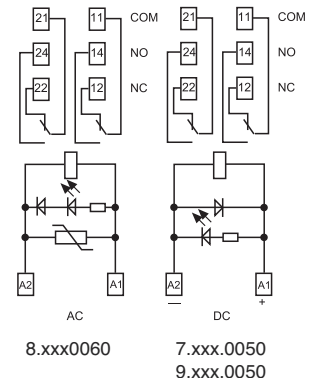 21 11 COM 21 11 COM
24 14 NO 24 14 NO
22 12 NC 22 12 NC
A2 A1 A2 A1
— +
AC DC
8.xxx0060 7.xxx.0050
9.xxx.0050